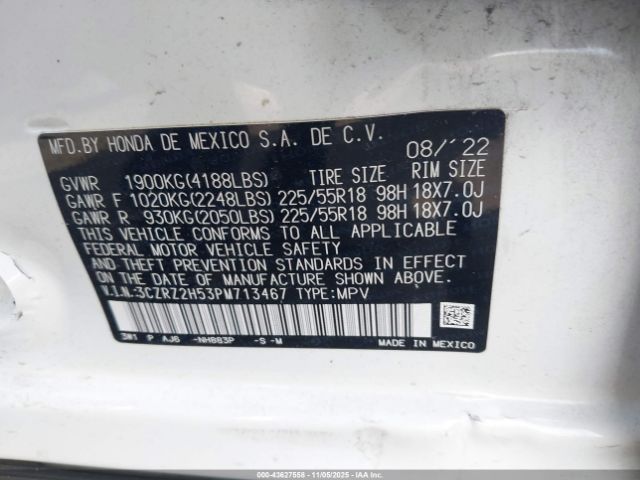 MFD.BY HONDA DE MEXICO S.A. DE C.V. 08/'22
GVWR 1900KG(4188LBS) TIRE SIZE RIM SIZE
GAWR F 1020KG(2248LBS) 225/55R18 98H 18X7.0J
GAWR R 930KG(2050LBS) 225/55R18 98H 18X7.0J
THIS VEHICLE CONFORMS TO ALL APPLICABLE
FEDERAL MOTOR VEHICLE SAFETY
AND THEFT PREVENTION STANDARDS IN EFFECT ON
THE DATE OF MANUFACTURE SHOWN ABOVE.
V.I.N.:3CZRZ2H53PM713467 TYPE:MPV
3W1 P AJ6 -NH883P -S -M MADE IN MEXICO
000-43627558 - 11/05/2025 - IAAI.COM